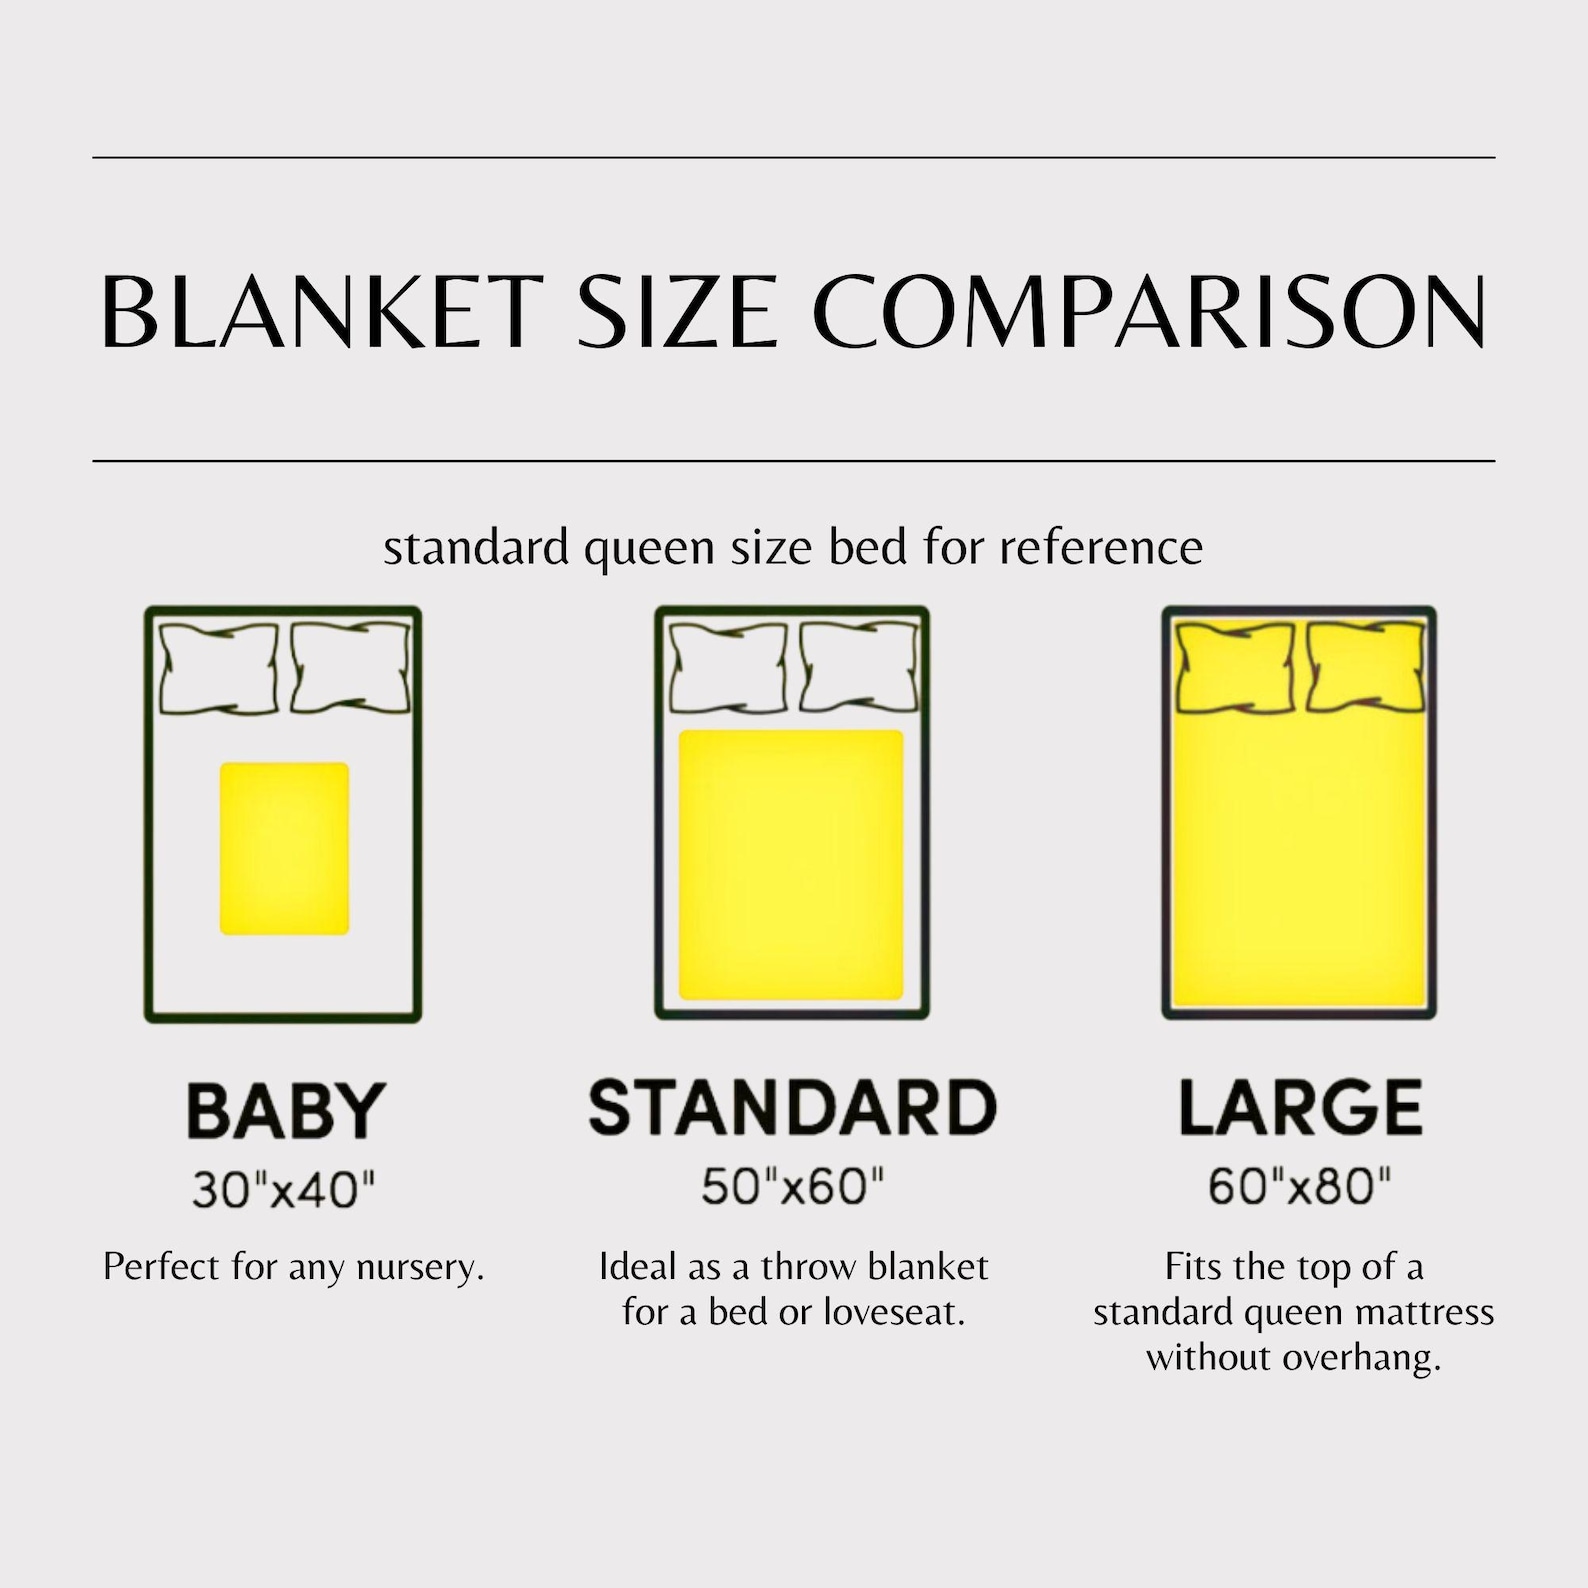 BLANKET SIZE COMPARISON
standard queen size bed for reference
BABY
30"x40"
Perfect for any nursery.
STANDARD
50"x60"
Ideal as a throw blanket
for a bed or loveseat.
LARGE
60"x80"
Fits the top of a
standard queen mattress
without overhang.